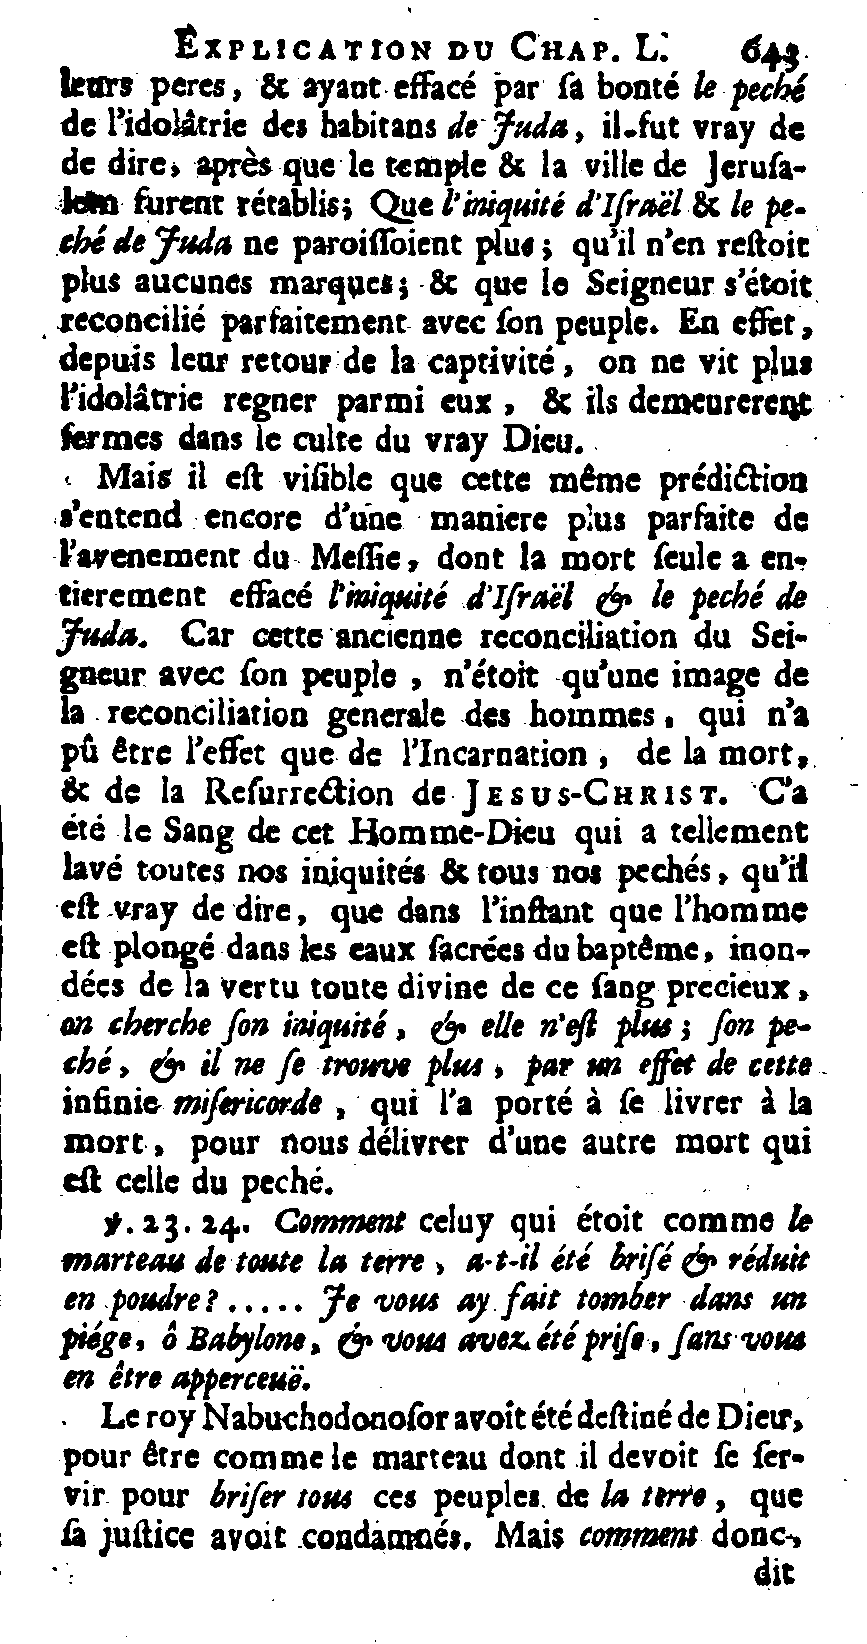 EXPLICATION DU CHAP. L. 643
leurs peres, & ayant effacé par ſa bonté le peché
de l'idolâtrie des habitans de Juda, il fut vray de
de dire, après que le temple & la ville de Jeruſa-
lem furent rétablis; Que l'iniquité d'Iſraël & le pe-
ché de Juda ne paroiſſoient plus; qu'il n'en reſtoit
plus aucunes marques; & que le Seigneur s'étoit
reconcilié parfaitement avec ſon peuple. En effet,
depuis leur retour de la captivité, on ne vit plus
l'idolâtrie regner parmi eux, & ils demeurerent
fermes dans le culte du vray Dieu.
Mais il eſt viſible que cette même prédiction
s'entend encore d'une maniere plus parfaite de
l'avenement du Meſſie, dont la mort ſeule a en-
tierement effacé l'iniquité d'Iſraël & le peché de
Juda. Car cette ancienne reconciliation du Sei-
gneur avec ſon peuple, n'étoit qu'une image de
la reconciliation generale des hommes, qui n'a
pû être l'effet que de l'Incarnation, de la mort,
& de la Reſurrection de JESUS-CHRIST. C'a
été le Sang de cet Homme-Dieu qui a tellement
lavé toutes nos iniquités & tous nos pechés, qu'il
eſt vray de dire, que dans l'inſtant que l'homme
eſt plongé dans les eaux ſacrées du baptême, inon-
dées de la vertu toute divine de ce ſang precieux,
on cherche ſon iniquité, & elle n'eſt plus; ſon pe-
ché, & il ne ſe trouve plus, par un effet de cette
infinie miſericorde, qui l'a porté à ſe livrer à la
mort, pour nous délivrer d'une autre mort qui
eſt celle du peché.
℣. 23. 24. Comment celuy qui étoit comme le
marteau de toute la terre, a-t-il été briſé & réduit
en poudre? ..... Je vous ay fait tomber dans un
piége, ô Babylone, & vous avez été priſe, ſans vous
en être apperceuë.
Le roy Nabuchodonoſor avoit été deſtiné de Dieu,
pour être comme le marteau dont il devoit ſe ſer-
vir pour briſer tous ces peuples de la terre, que
ſa juſtice avoit condamnés. Mais comment donc,
dit